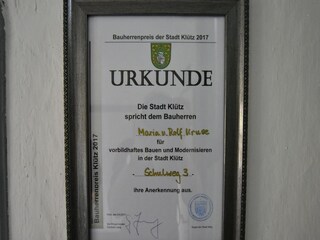 Bauherrenpreis der Stadt Klütz 2017
URKUNDE
Die Stadt Klütz
spricht dem Bauherren
Maria u. Rolf Kruse
für
vorbildhaftes Bauen und Modernisieren
in der Stadt Klütz
Schulweg 3
ihre Anerkennung aus.
Bauherrenpreis Klütz 2017